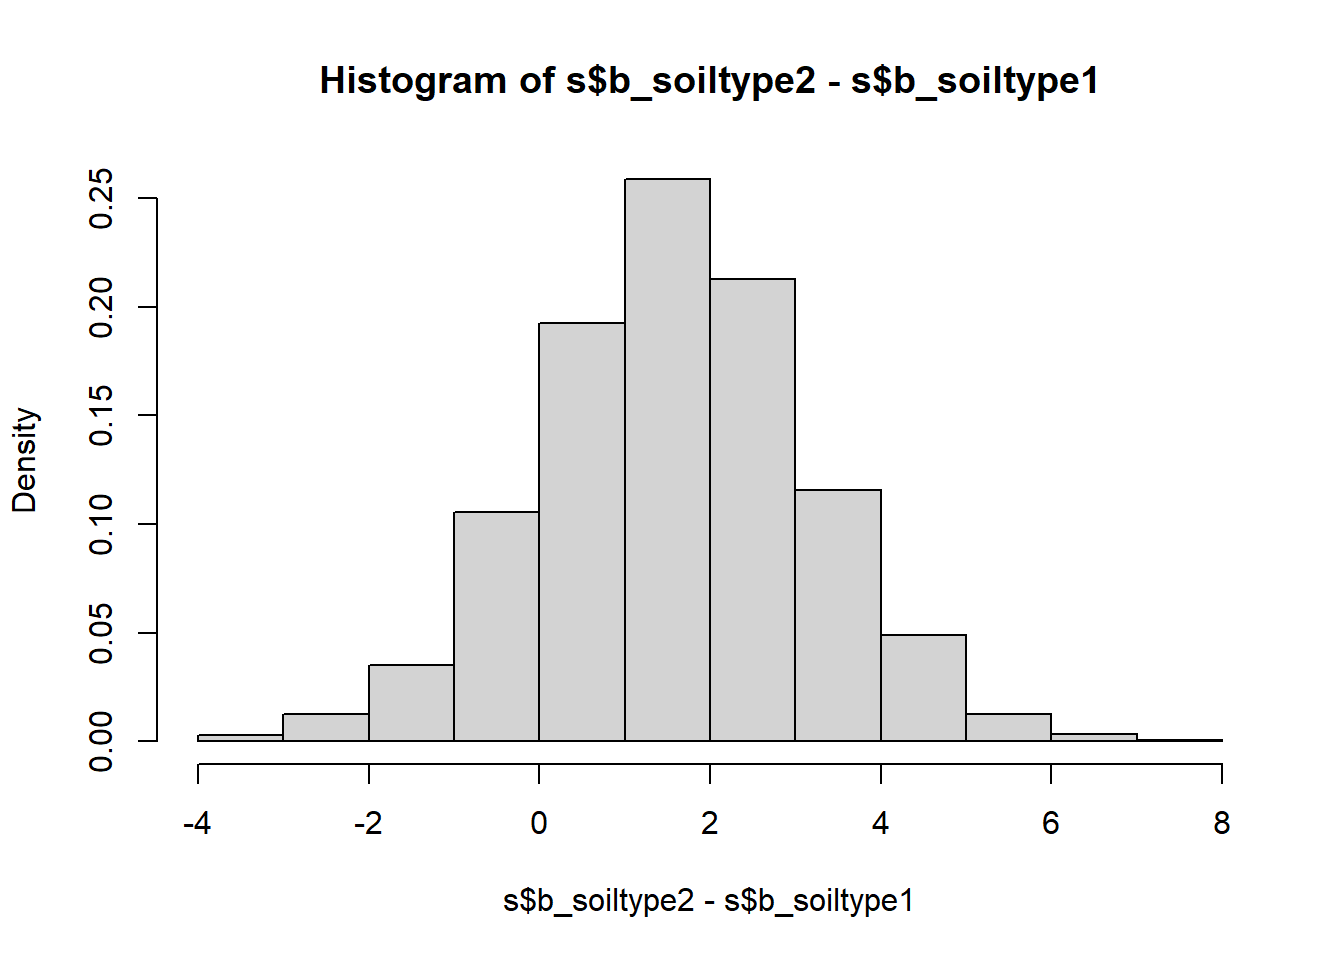 Histogram of s$b_soiltype2 - s$b_soiltype1
Density
0.25
0.20
0.15
0.10
0.05
0.00
-4 -2 0 2 4 6 8
s$b_soiltype2 - s$b_soiltype1